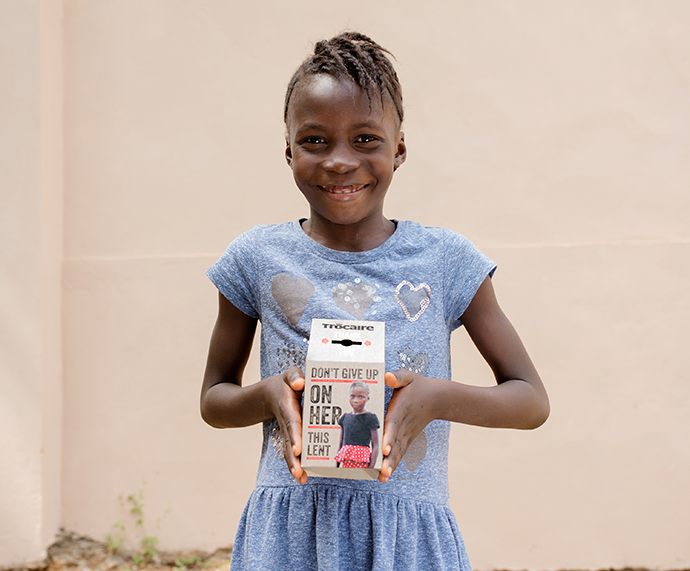 Trócaire
DON'T GIVE UP
ON
HER
THIS
LENT